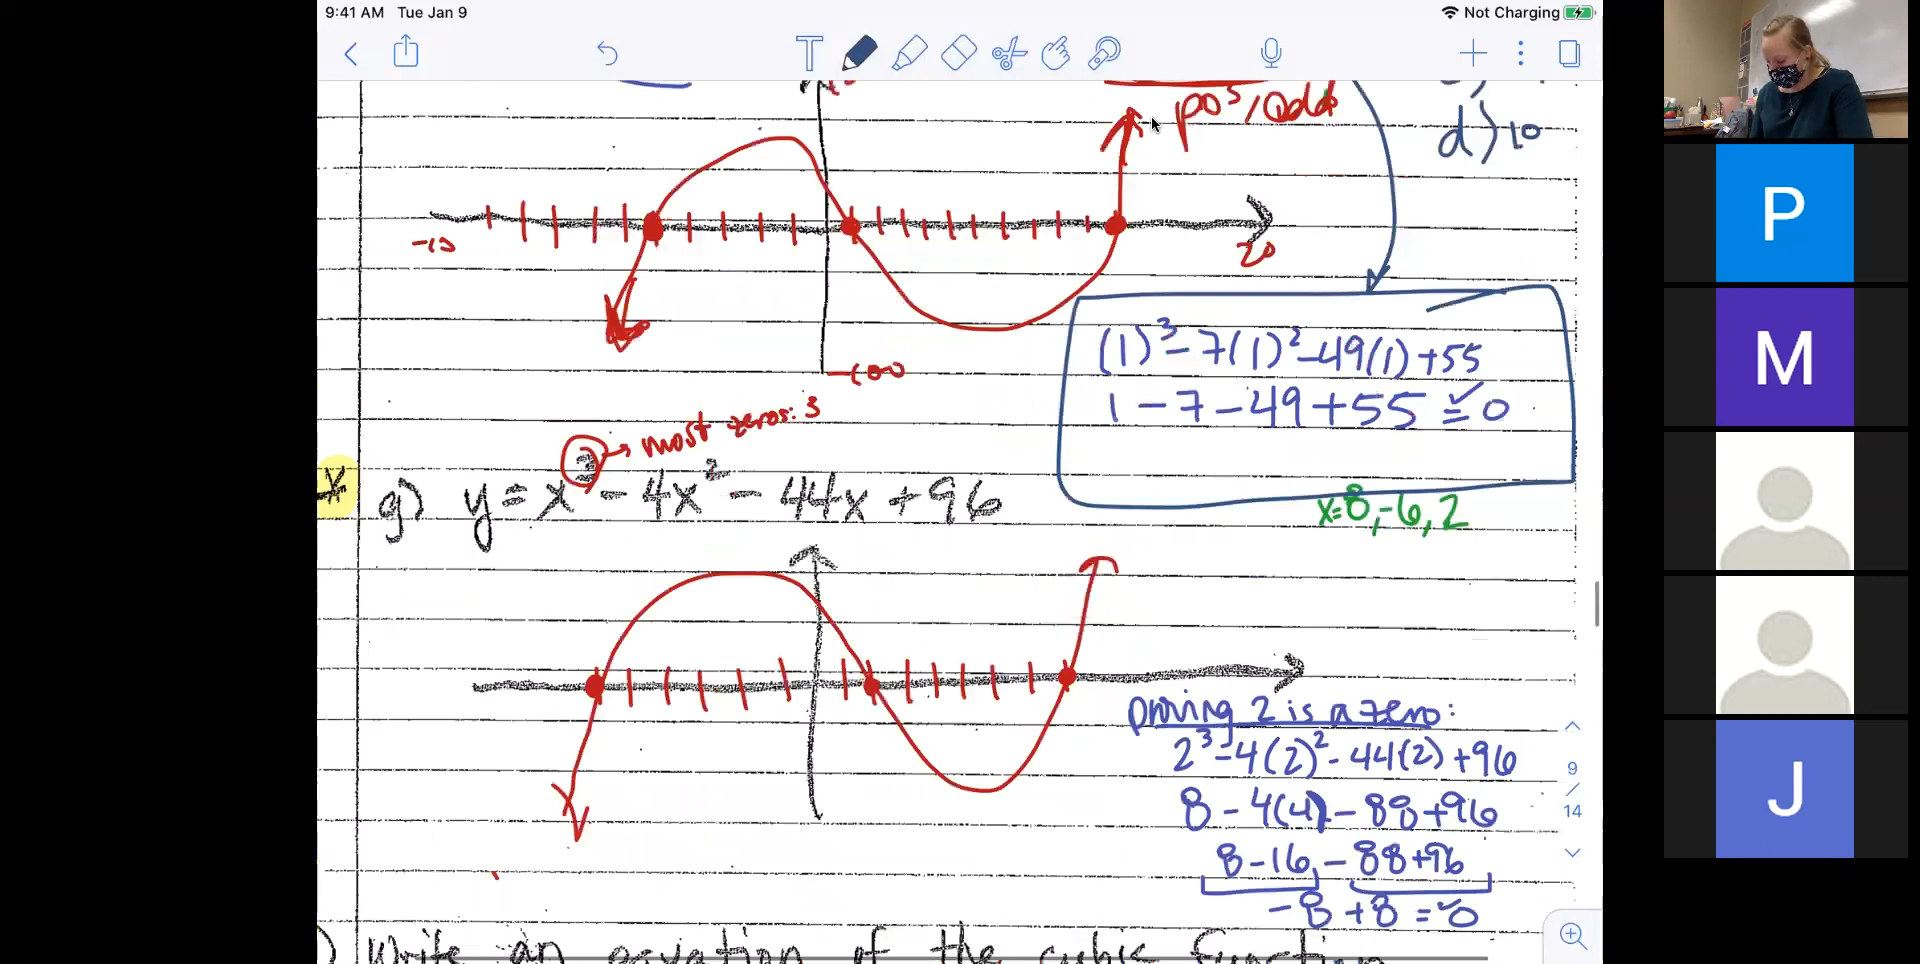 9:41 AM Tue Jan 9
Not Charging
T
pos/odd
d) 10
-10
20
-100
(1)³-7(1)²-49(1)+55
1-7-49+55=0
3 → most zeros: 3
* g) y=x³-4x²-44x+96
x=8,-6,2
proving 2 is a zero:
2³-4(2)²-44(2)+96
8-4(4)-88+96
8-16,-88+96
-8+8=0
9
/
14
) Write an equation of the cubic function
P
M
J